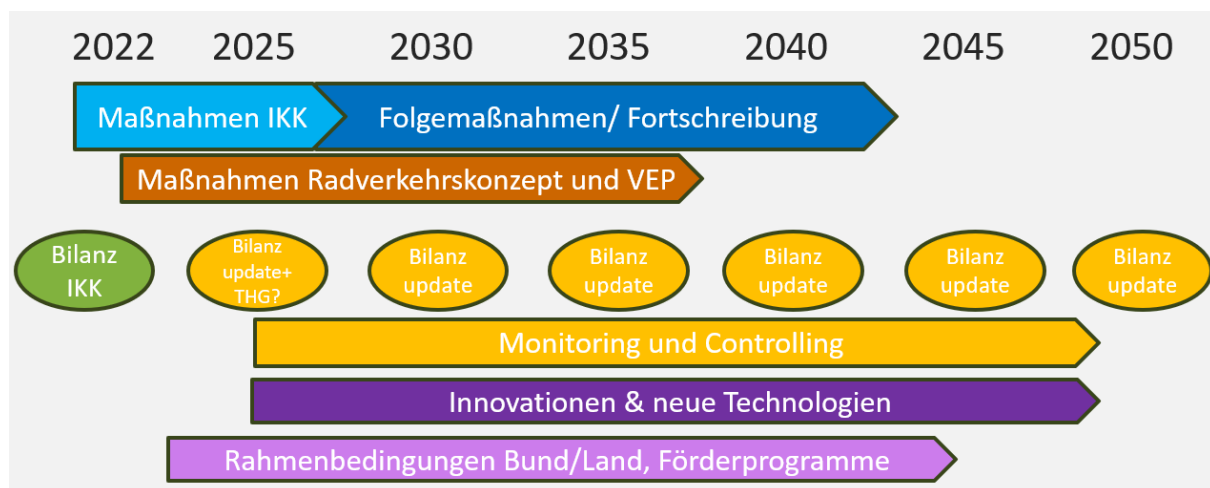 2022 2025 2030 2035 2040 2045 2050
Maßnahmen IKK Folgemaßnahmen/ Fortschreibung
Maßnahmen Radverkehrskonzept und VEP
Bilanz
IKK
Bilanz
update+
THG?
Bilanz
update
Bilanz
update
Bilanz
update
Bilanz
update
Bilanz
update
Monitoring und Controlling
Innovationen & neue Technologien
Rahmenbedingungen Bund/Land, Förderprogramme